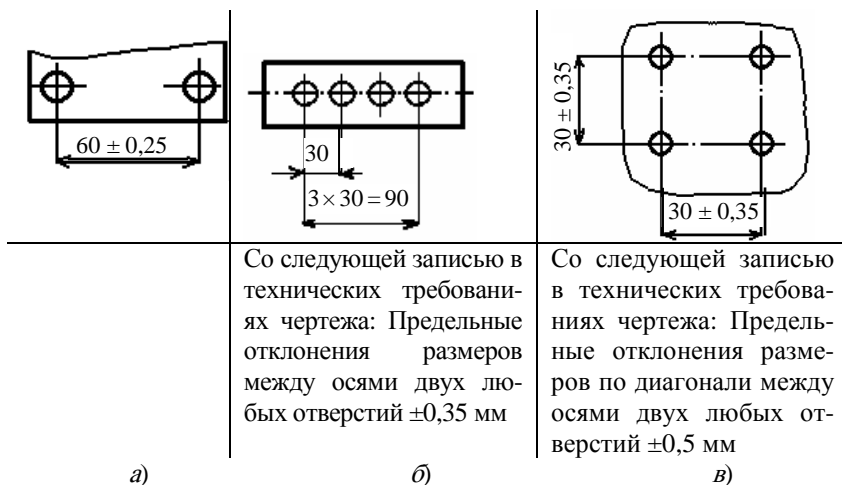 60 ± 0,25
30
3 × 30 = 90
30 ± 0,35
30 ± 0,35
Со следующей записью в
технических требовани-
ях чертежа: Предельные
отклонения размеров
между осями двух лю-
бых отверстий ±0,35 мм
Со следующей записью
в технических требова-
ниях чертежа: Предель-
ные отклонения разме-
ров по диагонали между
осями двух любых от-
верстий ±0,5 мм
а) б) в)